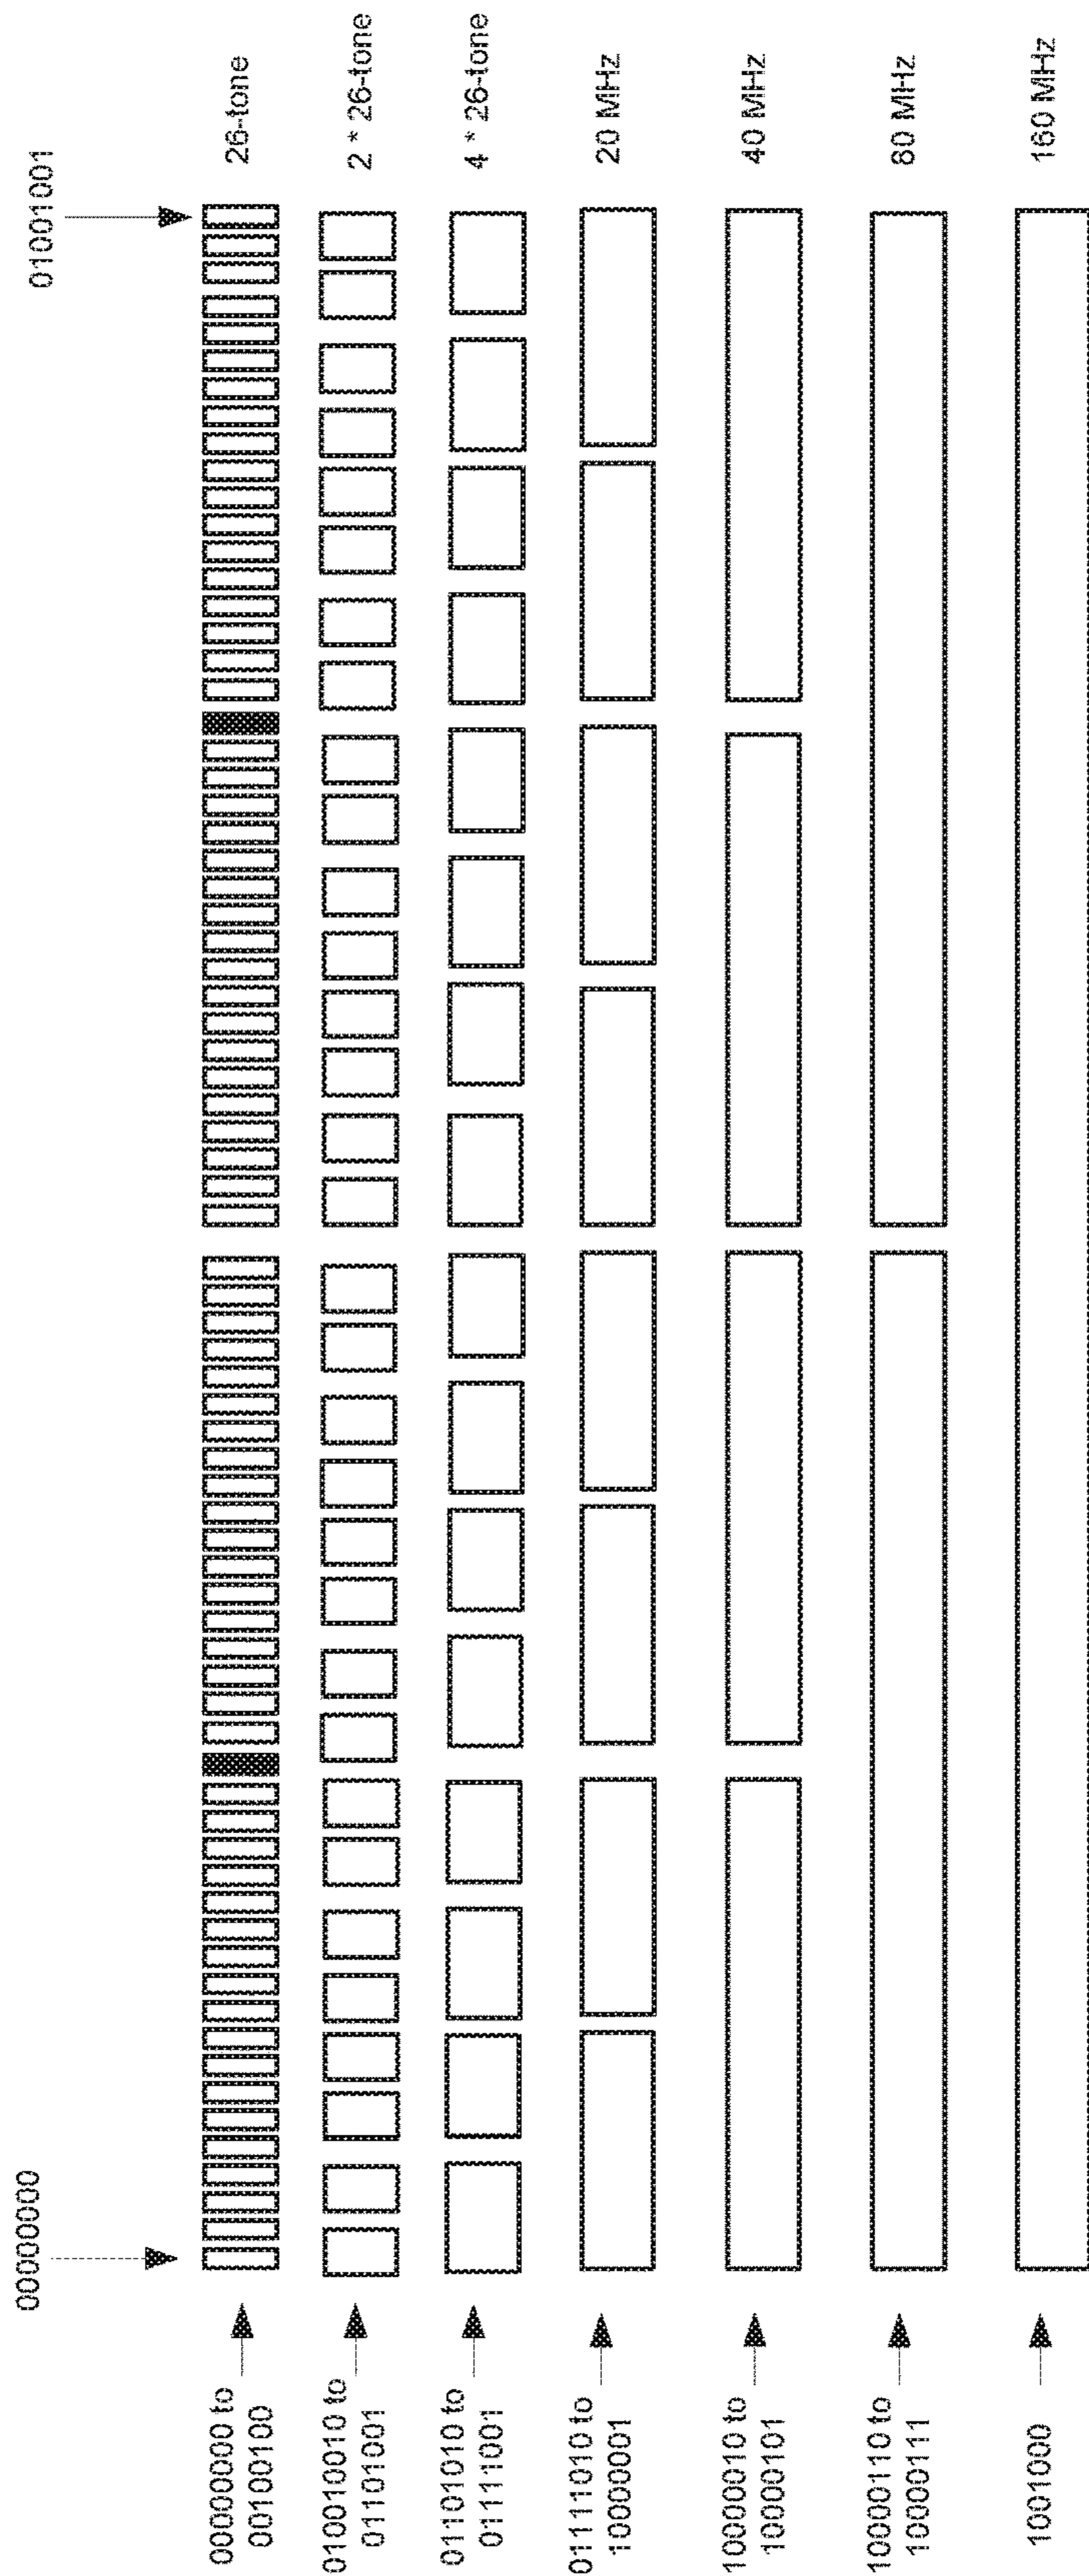 00000000
01001001
00000000 to
00100100
26-tone
010010010 to
01101001
2 * 26-tone
01101010 to
01111001
4 * 26-tone
01111010 to
10000001
20 MHz
10000010 to
10000101
40 MHz
10000110 to
10000111
80 MHz
1001000
160 MHz